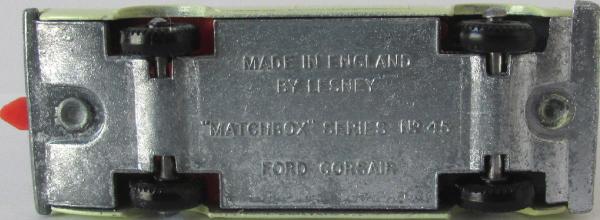 MADE IN ENGLAND
BY LESNEY
"MATCHBOX" SERIES No 45
FORD CORSAIR